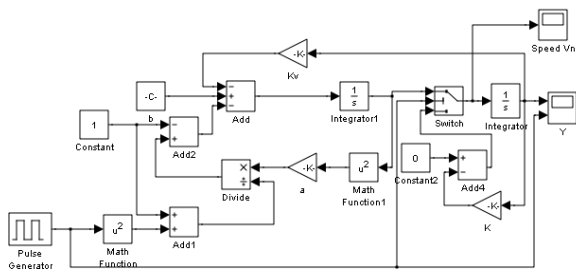 Speed Vn
-K-
Kv
-C-
b
+
Add
1
s
Integrator1
Switch
1
s
Integrator
Y
1
Constant
Add2
0
Constant2
Add4
×
÷
Divide
-K-
a
u²
Math
Function1
-K-
K
Pulse
Generator
u²
Math
Function
+
+
Add1